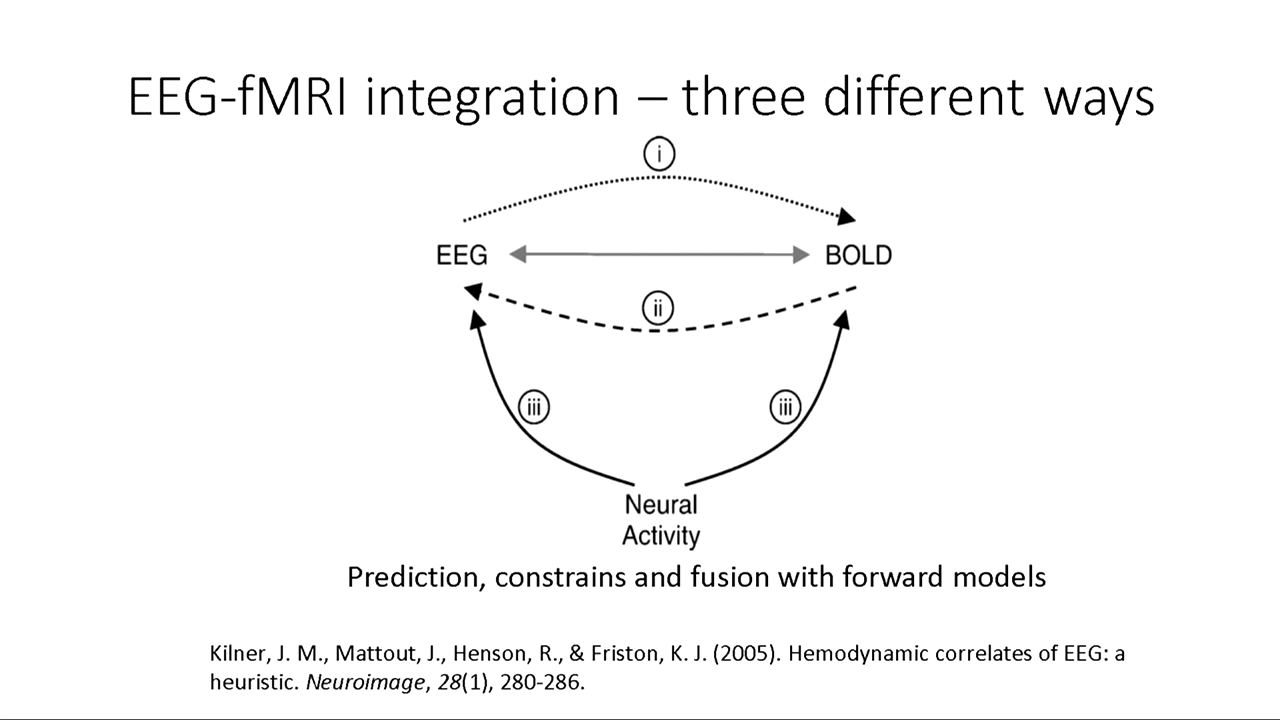 EEG-fMRI integration – three different ways
i
EEG
BOLD
ii
iii
iii
Neural
Activity
Prediction, constrains and fusion with forward models
Kilner, J. M., Mattout, J., Henson, R., & Friston, K. J. (2005). Hemodynamic correlates of EEG: a
heuristic. Neuroimage, 28(1), 280-286.